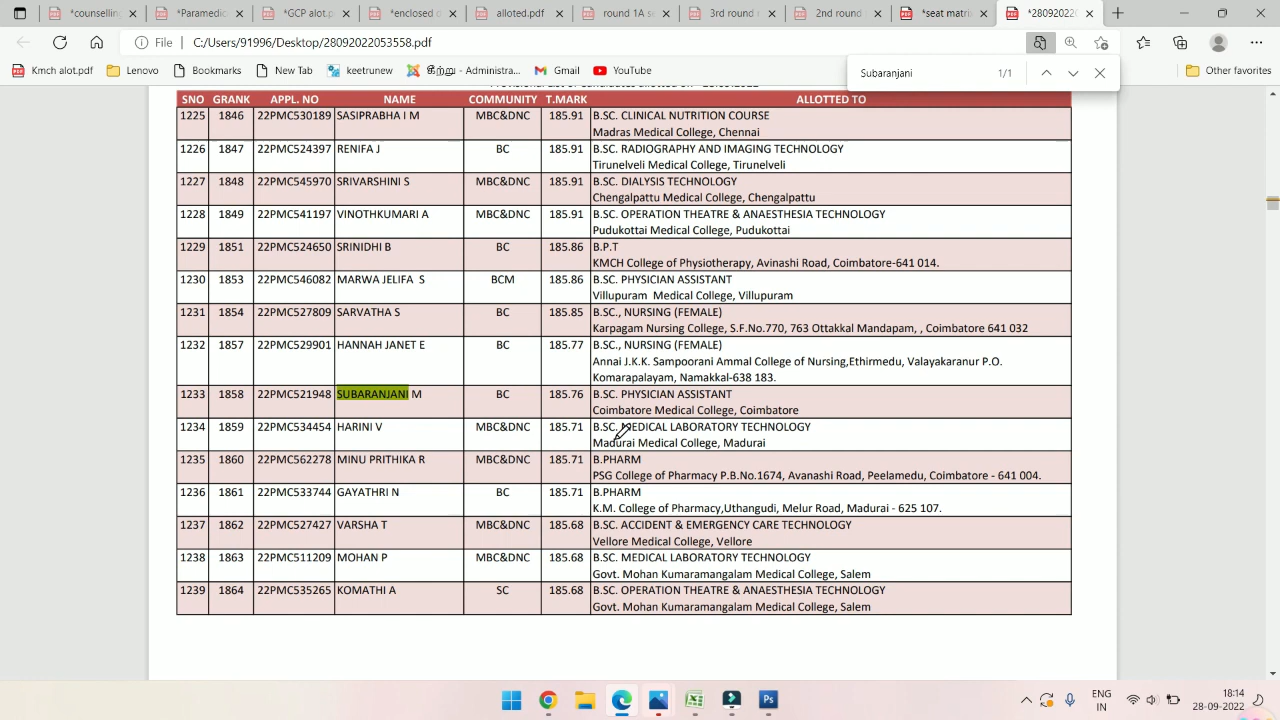 *counselling
*Paramedic
*GCP alot.p
*enclosed o
alloted.pdf
round 1A se
3rd round r
2nd round
*seat matrix
*28092022
File
C:/Users/91996/Desktop/28092022053558.pdf
Kmch alot.pdf
Lenovo
Bookmarks
New Tab
keetrunew
- Administra...
Gmail
YouTube
Other favorites
Subaranjani
1/1
SNO GRANK APPL. NO NAME COMMUNITY T.MARK ALLOTTED TO
1225 1846 22PMC530189 SASIPRABHA I M MBC&DNC 185.91 B.SC. CLINICAL NUTRITION COURSE
Madras Medical College, Chennai
1226 1847 22PMC524397 RENIFA J BC 185.91 B.SC. RADIOGRAPHY AND IMAGING TECHNOLOGY
Tirunelveli Medical College, Tirunelveli
1227 1848 22PMC545970 SRIVARSHINI S MBC&DNC 185.91 B.SC. DIALYSIS TECHNOLOGY
Chengalpattu Medical College, Chengalpattu
1228 1849 22PMC541197 VINOTHKUMARI A MBC&DNC 185.91 B.SC. OPERATION THEATRE & ANAESTHESIA TECHNOLOGY
Pudukottai Medical College, Pudukottai
1229 1851 22PMC524650 SRINIDHI B BC 185.86 B.P.T
KMCH College of Physiotherapy, Avinashi Road, Coimbatore-641 014.
1230 1853 22PMC546082 MARWA JELIFA S BCM 185.86 B.SC. PHYSICIAN ASSISTANT
Villupuram Medical College, Villupuram
1231 1854 22PMC527809 SARVATHA S BC 185.85 B.SC., NURSING (FEMALE)
Karpagam Nursing College, S.F.No.770, 763 Ottakkal Mandapam, , Coimbatore 641 032
1232 1857 22PMC529901 HANNAH JANET E BC 185.77 B.SC., NURSING (FEMALE)
Annai J.K.K. Sampoorani Ammal College of Nursing,Ethirmedu, Valayakaranur P.O.
Komarapalayam, Namakkal-638 183.
1233 1858 22PMC521948 SUBARANJANI M BC 185.76 B.SC. PHYSICIAN ASSISTANT
Coimbatore Medical College, Coimbatore
1234 1859 22PMC534454 HARINI V MBC&DNC 185.71 B.SC. MEDICAL LABORATORY TECHNOLOGY
Madurai Medical College, Madurai
1235 1860 22PMC562278 MINU PRITHIKA R MBC&DNC 185.71 B.PHARM
PSG College of Pharmacy P.B.No.1674, Avanashi Road, Peelamedu, Coimbatore - 641 004.
1236 1861 22PMC533744 GAYATHRI N BC 185.71 B.PHARM
K.M. College of Pharmacy,Uthangudi, Melur Road, Madurai - 625 107.
1237 1862 22PMC527427 VARSHA T MBC&DNC 185.68 B.SC. ACCIDENT & EMERGENCY CARE TECHNOLOGY
Vellore Medical College, Vellore
1238 1863 22PMC511209 MOHAN P MBC&DNC 185.68 B.SC. MEDICAL LABORATORY TECHNOLOGY
Govt. Mohan Kumaramangalam Medical College, Salem
1239 1864 22PMC535265 KOMATHI A SC 185.68 B.SC. OPERATION THEATRE & ANAESTHESIA TECHNOLOGY
Govt. Mohan Kumaramangalam Medical College, Salem
ENG
IN
18:14
28-09-2022